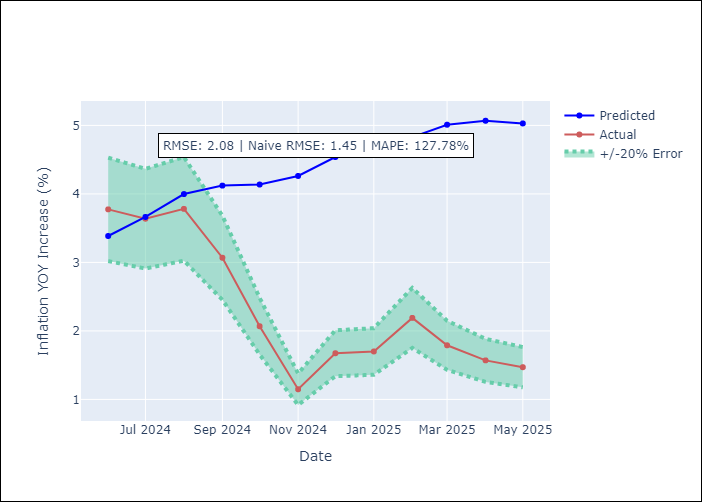 RMSE: 2.08 | Naive RMSE: 1.45 | MAPE: 127.78%
Predicted
Actual
+/-20% Error
Inflation YOY Increase (%)
5
4
3
2
1
Jul 2024
Sep 2024
Nov 2024
Jan 2025
Mar 2025
May 2025
Date